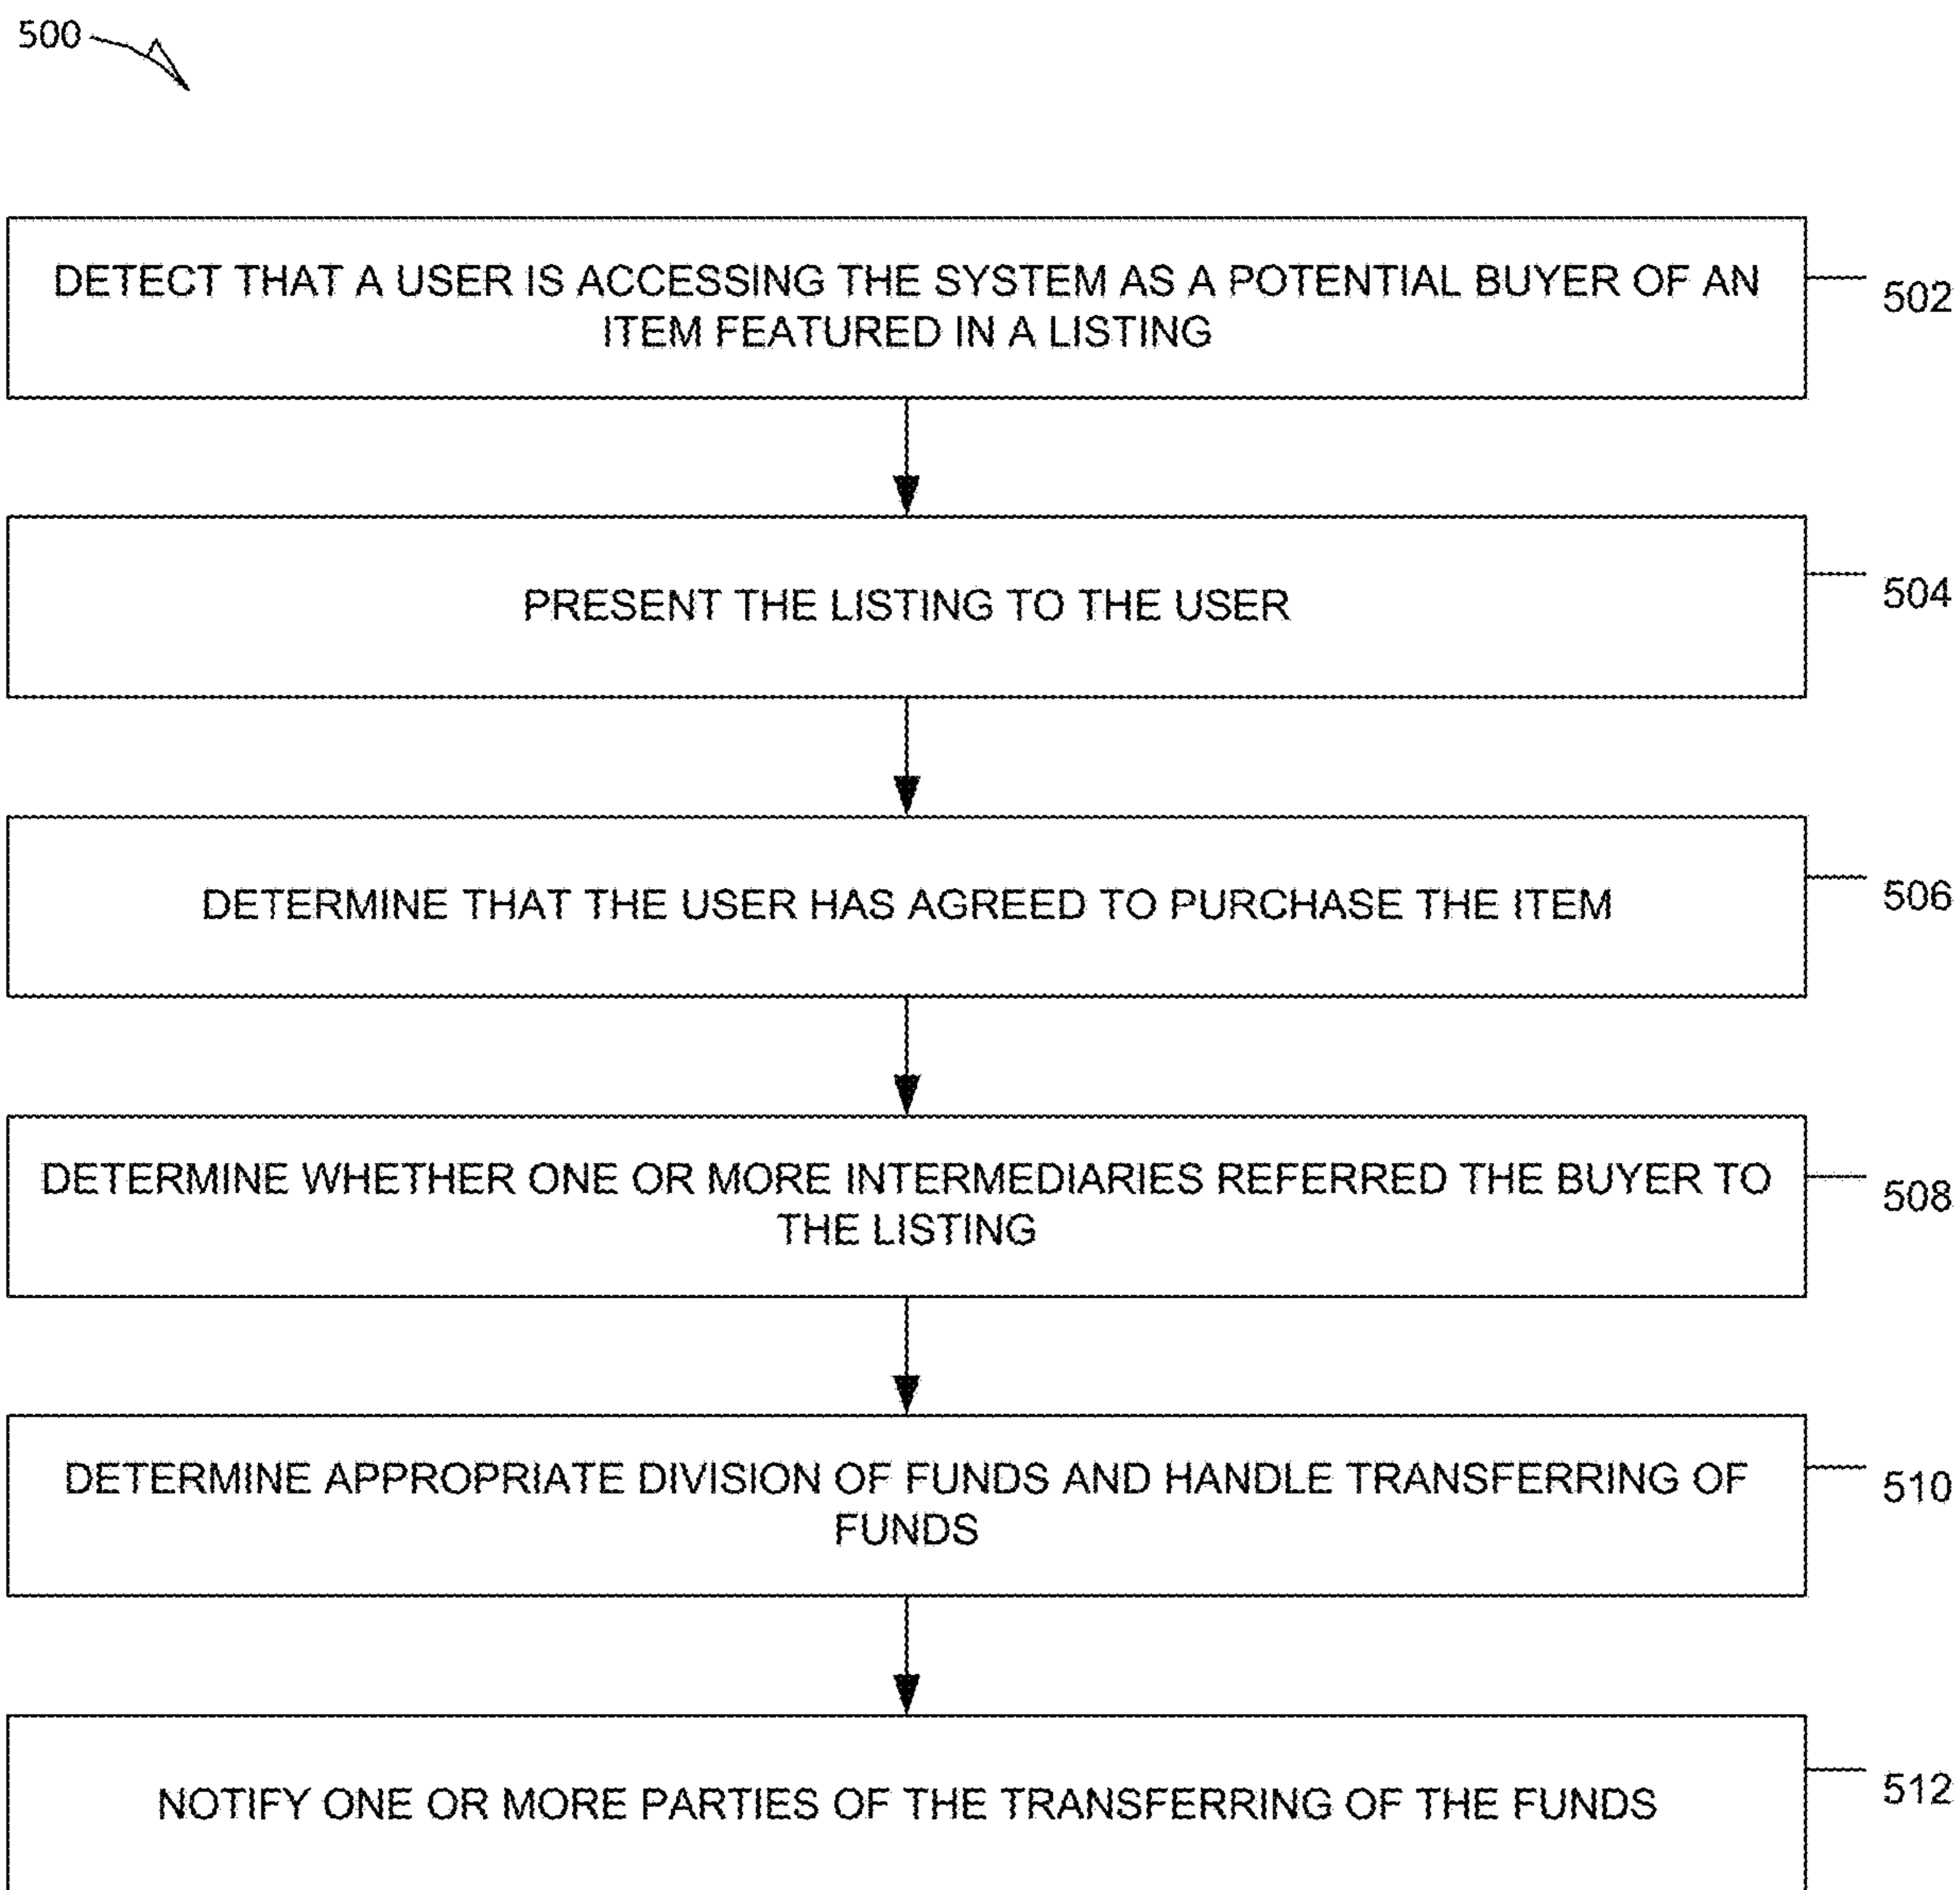 500
DETECT THAT A USER IS ACCESSING THE SYSTEM AS A POTENTIAL BUYER OF AN
ITEM FEATURED IN A LISTING
502
PRESENT THE LISTING TO THE USER
504
DETERMINE THAT THE USER HAS AGREED TO PURCHASE THE ITEM
506
DETERMINE WHETHER ONE OR MORE INTERMEDIARIES REFERRED THE BUYER TO
THE LISTING
508
DETERMINE APPROPRIATE DIVISION OF FUNDS AND HANDLE TRANSFERRING OF
FUNDS
510
NOTIFY ONE OR MORE PARTIES OF THE TRANSFERRING OF THE FUNDS
512